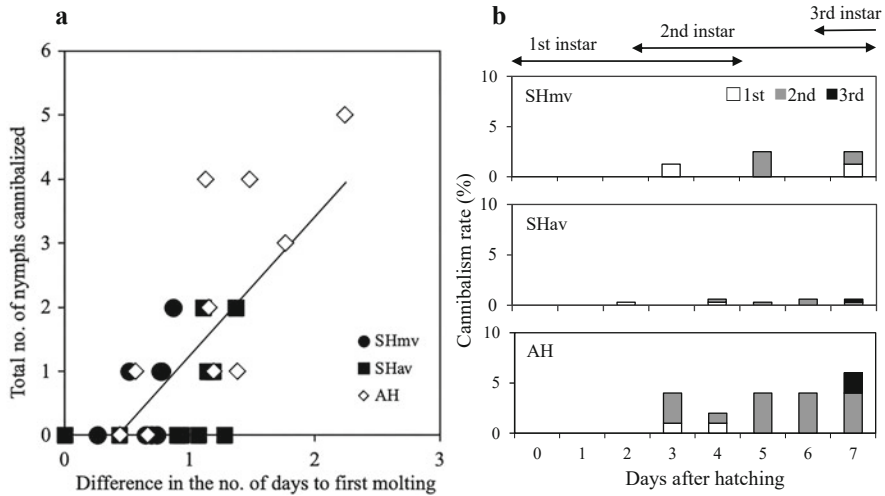 a
6
5
4
3
2
1
0
Total no. of nymphs cannibalized
SHmv
SHav
AH
0
1
2
3
Difference in the no. of days to first molting
b
3rd instar
1st instar
2nd instar
10
5
0
SHmv
1st
2nd
3rd
10
5
0
SHav
10
5
0
AH
Cannibalism rate (%)
0 1 2 3 4 5 6 7
Days after hatching